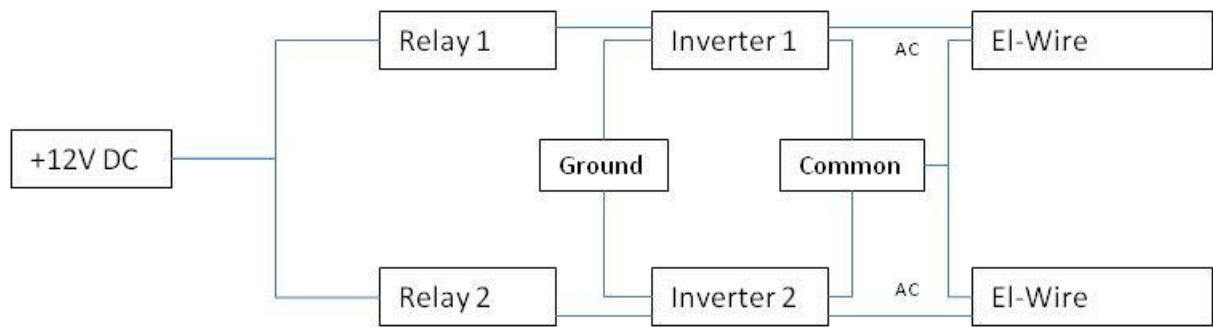 Relay 1
Inverter 1
AC
El-Wire
+12V DC
Ground
Common
Relay 2
Inverter 2
AC
El-Wire